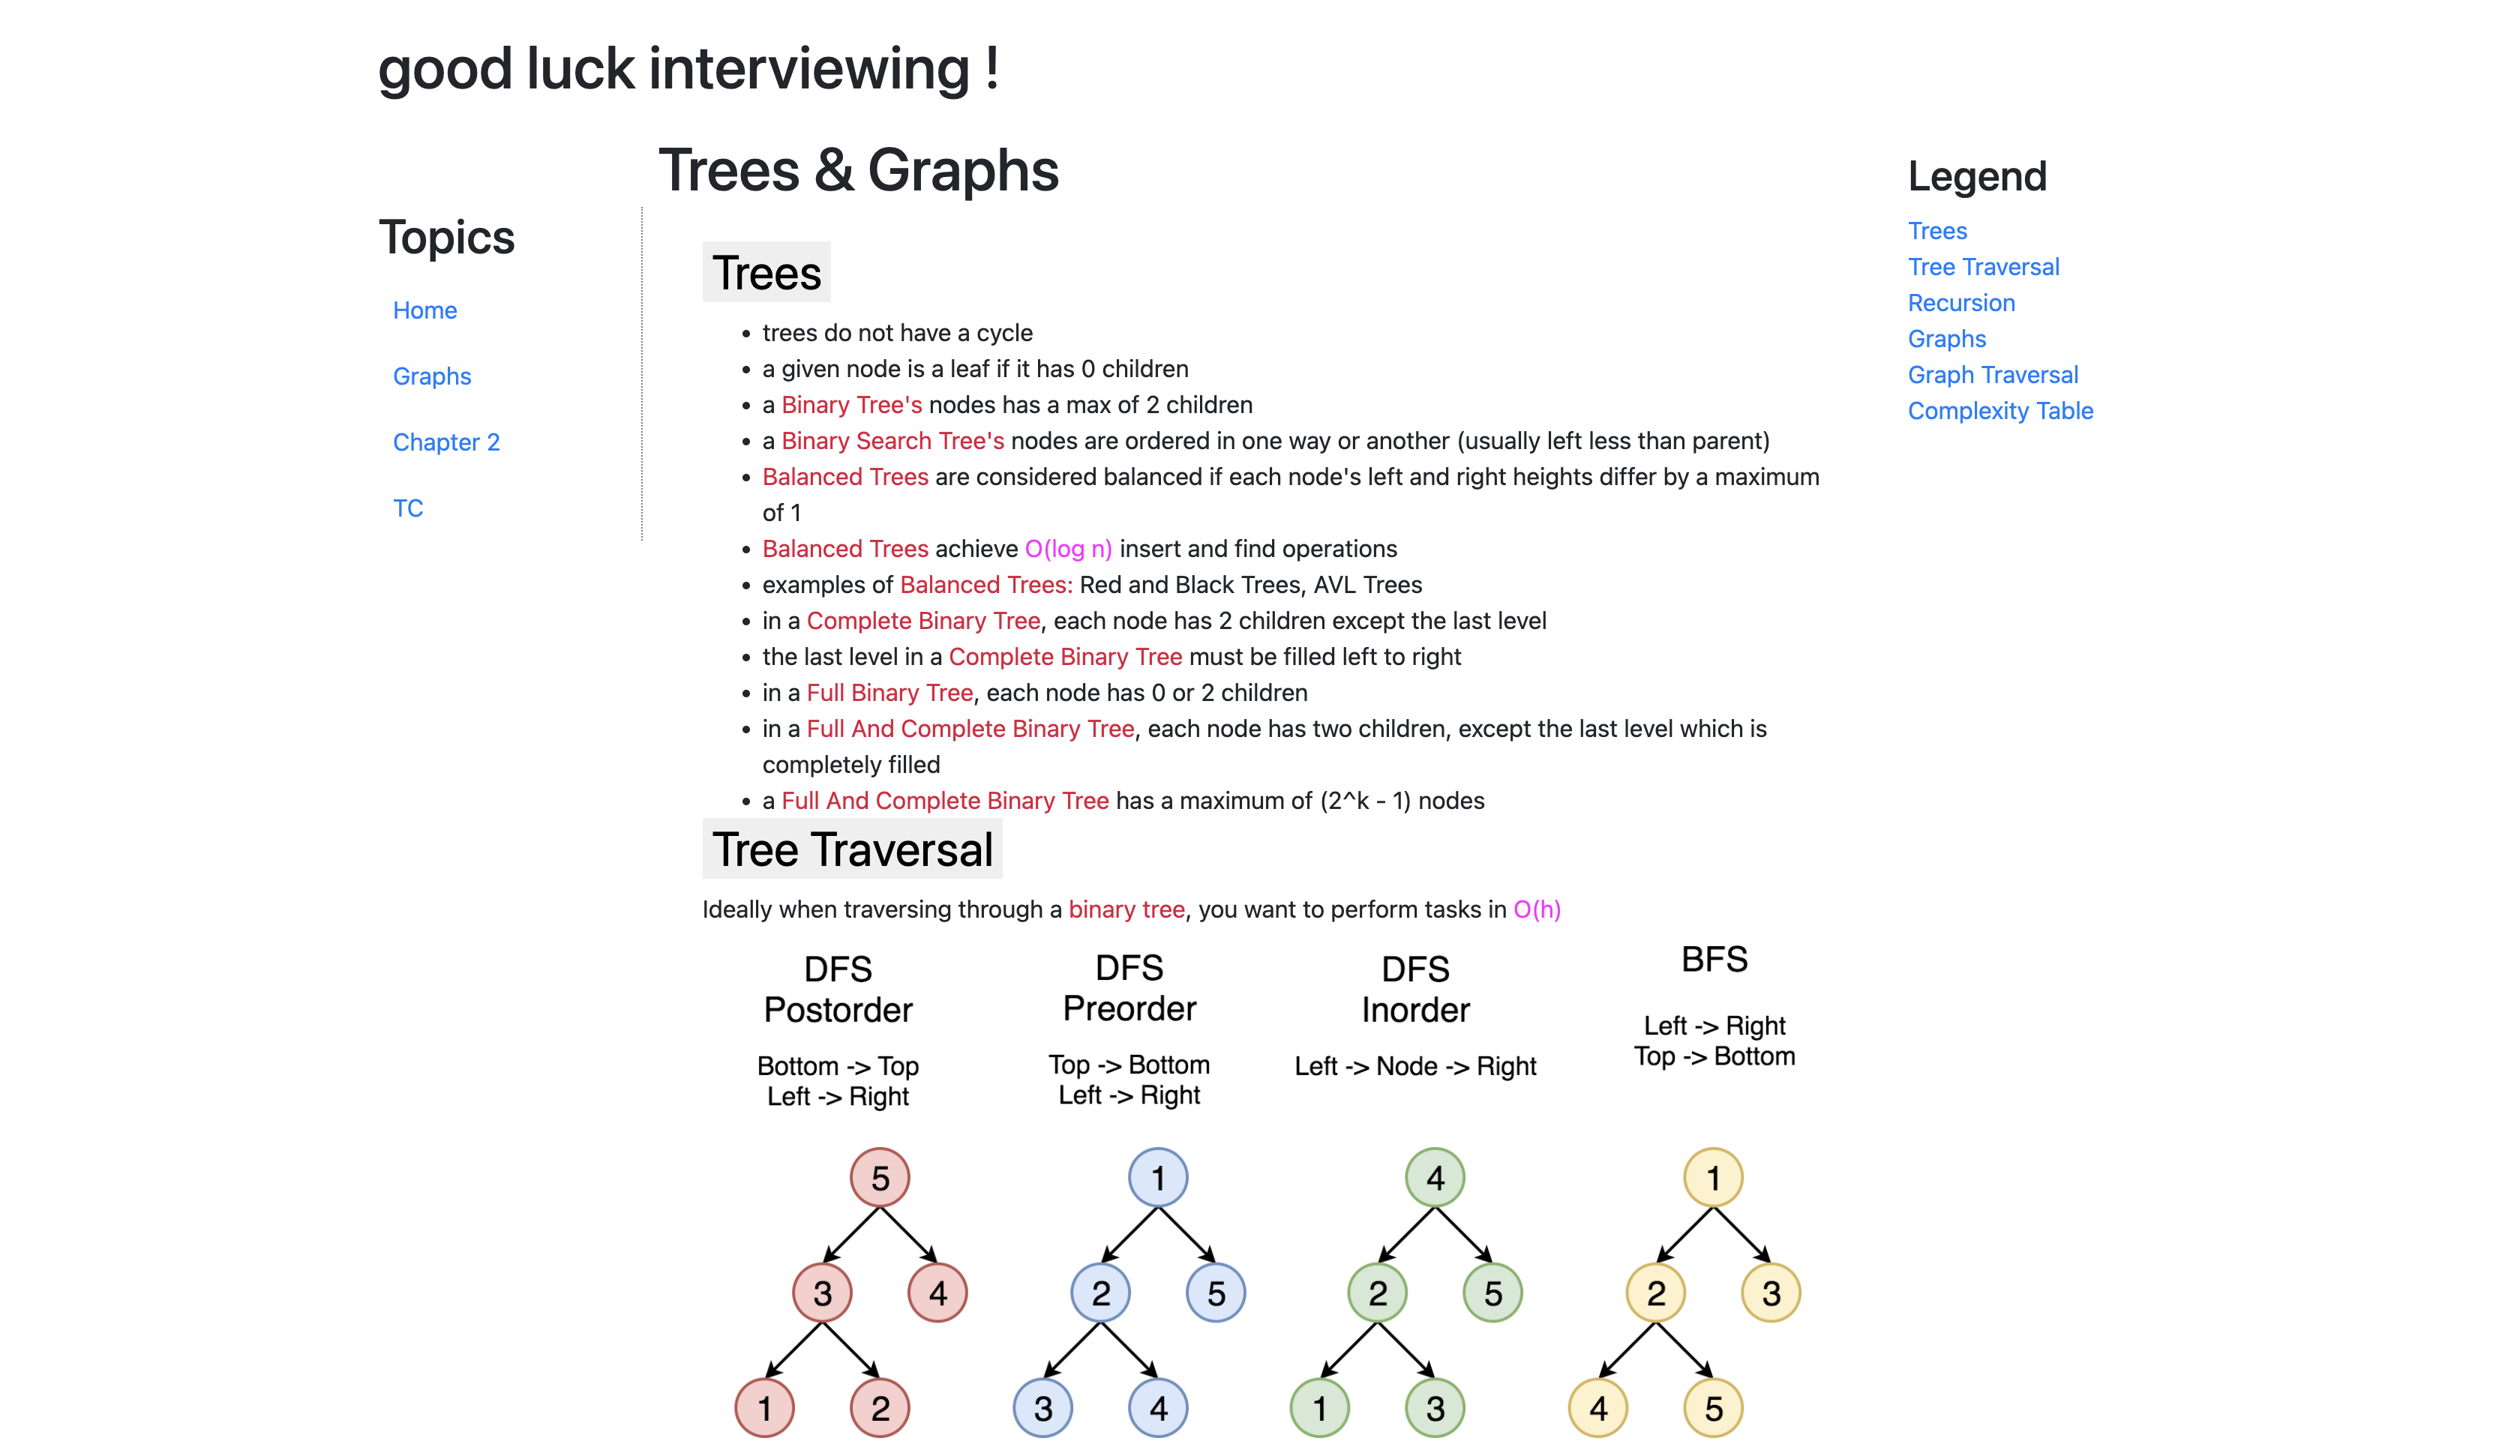 good luck interviewing !
Topics
Home
Graphs
Chapter 2
TC
Trees & Graphs
Trees
• trees do not have a cycle
• a given node is a leaf if it has 0 children
• a Binary Tree's nodes has a max of 2 children
• a Binary Search Tree's nodes are ordered in one way or another (usually left less than parent)
• Balanced Trees are considered balanced if each node's left and right heights differ by a maximum
of 1
• Balanced Trees achieve O(log n) insert and find operations
• examples of Balanced Trees: Red and Black Trees, AVL Trees
• in a Complete Binary Tree, each node has 2 children except the last level
• the last level in a Complete Binary Tree must be filled left to right
• in a Full Binary Tree, each node has 0 or 2 children
• in a Full And Complete Binary Tree, each node has two children, except the last level which is
completely filled
• a Full And Complete Binary Tree has a maximum of (2^k - 1) nodes
Tree Traversal
Ideally when traversing through a binary tree, you want to perform tasks in O(h)
DFS
Postorder
Bottom -> Top
Left -> Right
5
3 4
1 2
DFS
Preorder
Top -> Bottom
Left -> Right
1
2 5
3 4
DFS
Inorder
Left -> Node -> Right
4
2 5
1 3
BFS
Left -> Right
Top -> Bottom
1
2 3
4 5
Legend
Trees
Tree Traversal
Recursion
Graphs
Graph Traversal
Complexity Table